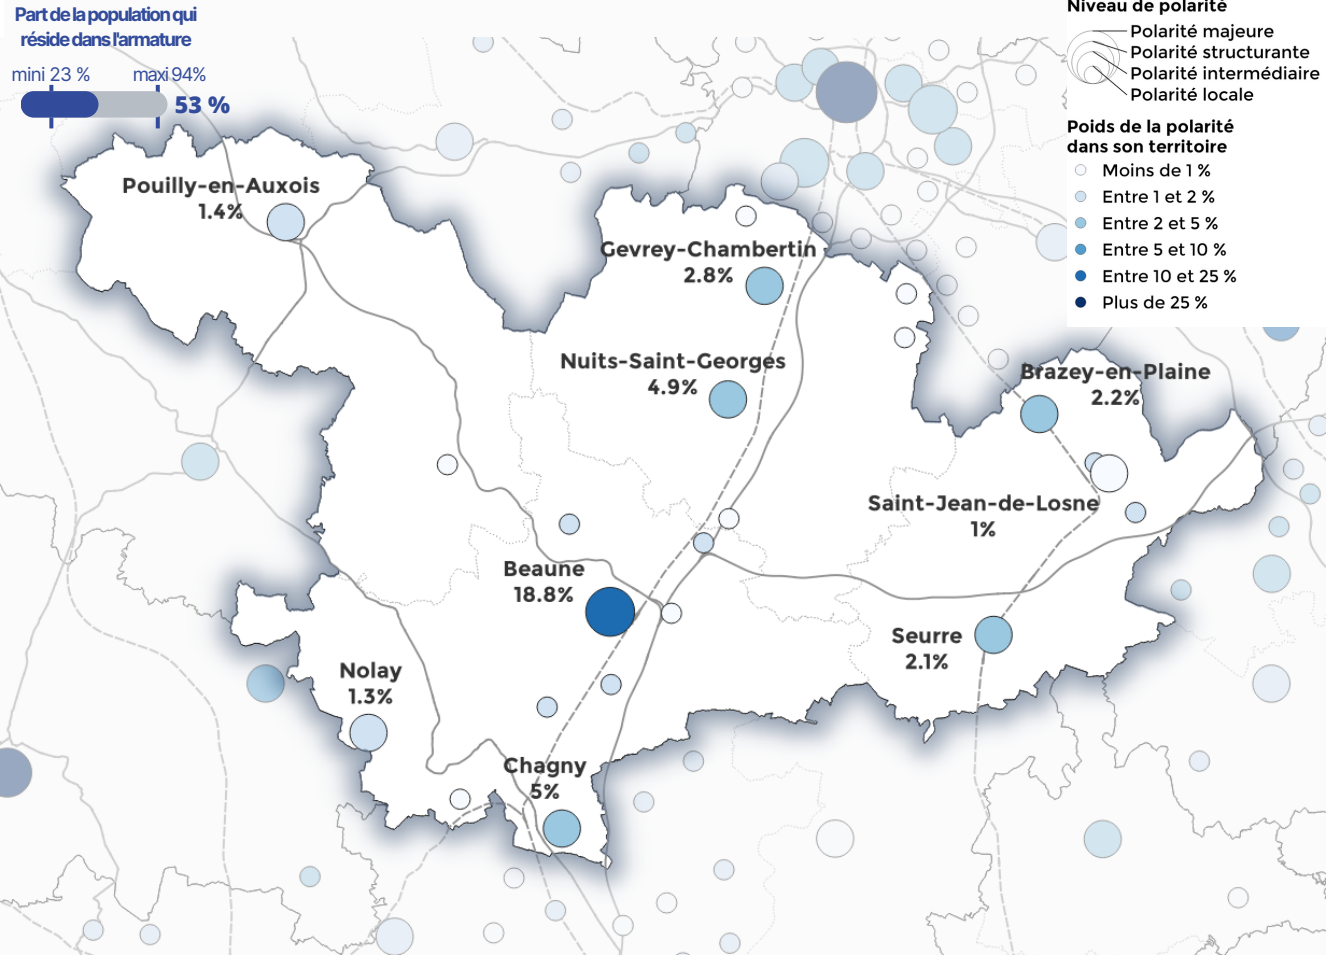 Part de la population qui
réside dans l'armature
mini 23 %
maxi 94%
53 %
Niveau de polarité
Polarité majeure
Polarité structurante
Polarité intermédiaire
Polarité locale
Poids de la polarité
dans son territoire
Moins de 1 %
Entre 1 et 2 %
Entre 2 et 5 %
Entre 5 et 10 %
Entre 10 et 25 %
Plus de 25 %
Pouilly-en-Auxois
1.4%
Gevrey-Chambertin
2.8%
Nuits-Saint-Georges
4.9%
Brazey-en-Plaine
2.2%
Saint-Jean-de-Losne
1%
Beaune
18.8%
Seurre
2.1%
Nolay
1.3%
Chagny
5%